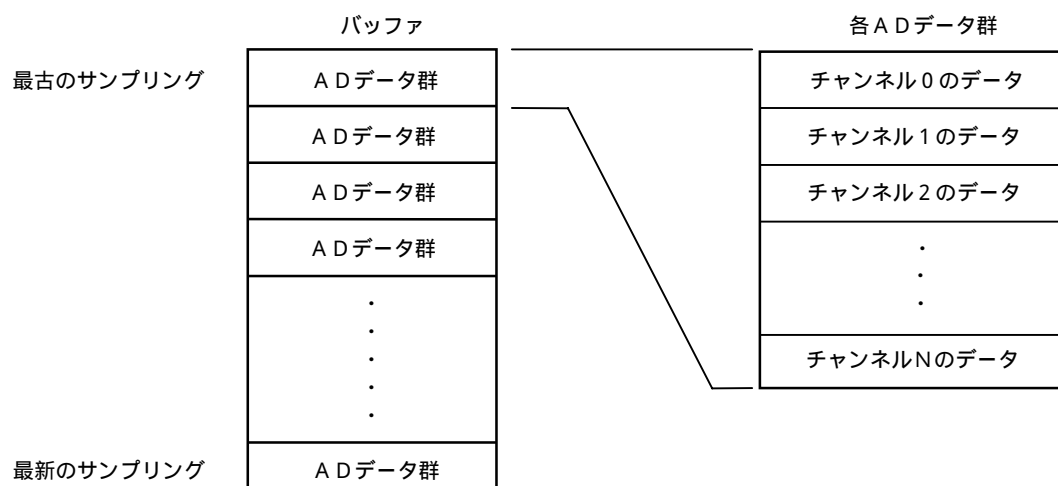 バッファ
最古のサンプリング
ＡＤデータ群
ＡＤデータ群
ＡＤデータ群
ＡＤデータ群
・
・
・
・
・
最新のサンプリング
ＡＤデータ群
各ＡＤデータ群
チャンネル０のデータ
チャンネル１のデータ
チャンネル２のデータ
・
・
・
チャンネルＮのデータ